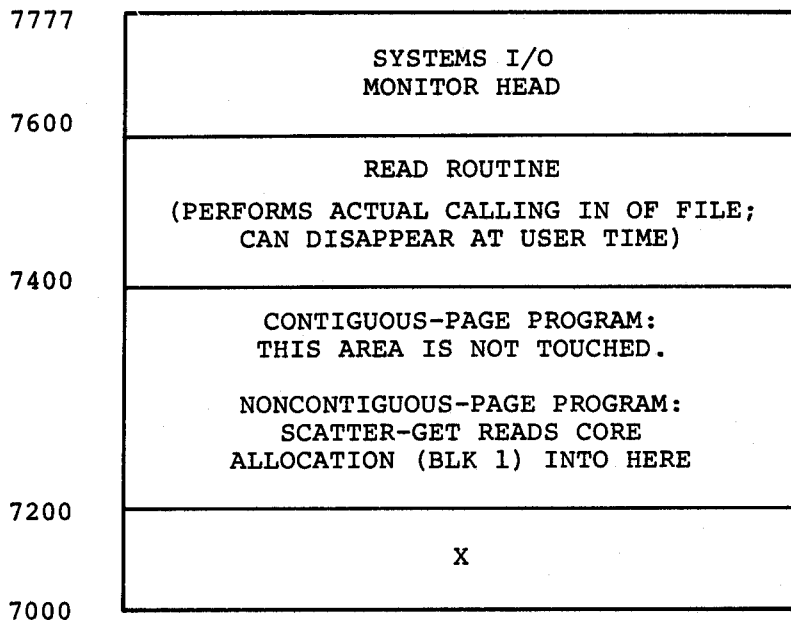 7777
SYSTEMS I/O
MONITOR HEAD
7600
READ ROUTINE
(PERFORMS ACTUAL CALLING IN OF FILE;
CAN DISAPPEAR AT USER TIME)
7400
CONTIGUOUS-PAGE PROGRAM:
THIS AREA IS NOT TOUCHED.
NONCONTIGUOUS-PAGE PROGRAM:
SCATTER-GET READS CORE
ALLOCATION (BLK 1) INTO HERE
7200
X
7000